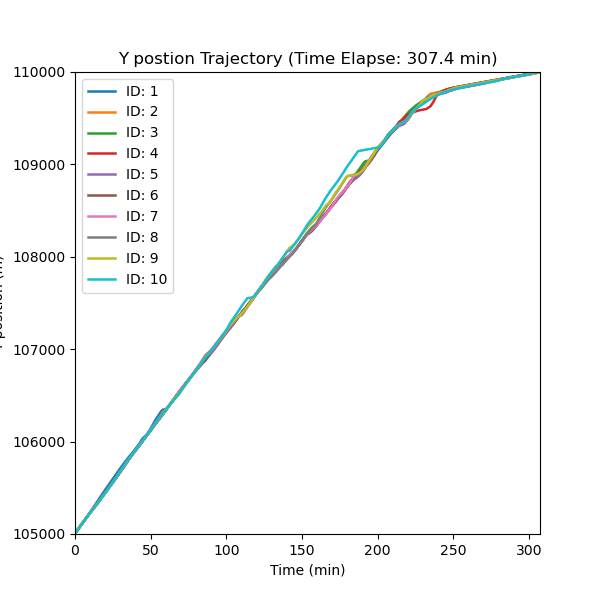 Y postion Trajectory (Time Elapse: 307.4 min)
110000
109000
108000
107000
106000
105000
ID: 1
ID: 2
ID: 3
ID: 4
ID: 5
ID: 6
ID: 7
ID: 8
ID: 9
ID: 10
0 50 100 150 200 250 300
Time (min)